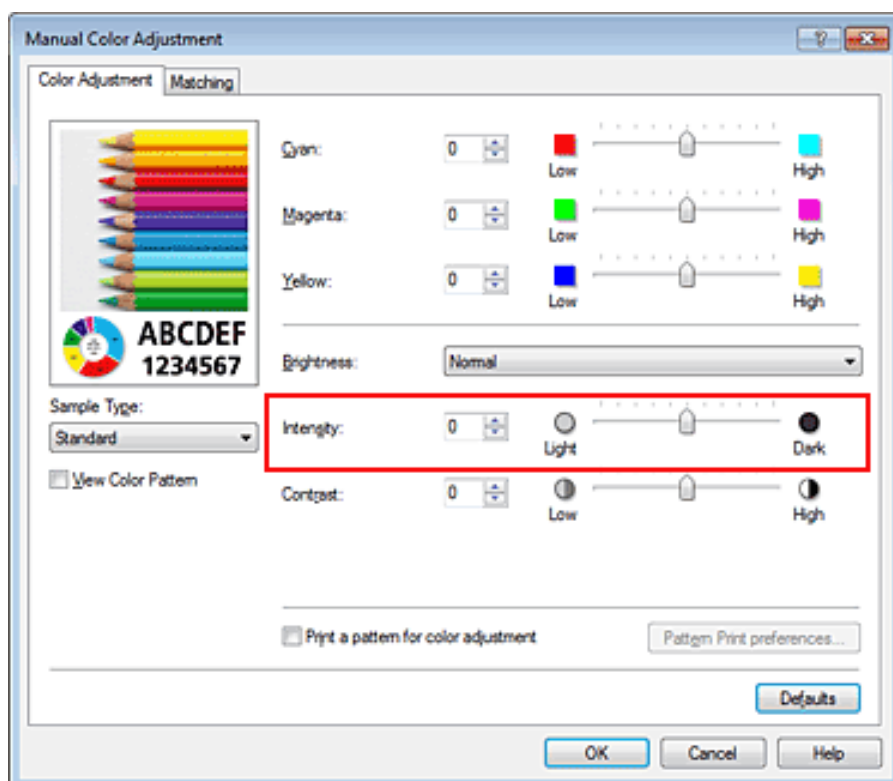 Manual Color Adjustment
Color Adjustment Matching
Cyan: 0 Low High
Magenta: 0 Low High
Yellow: 0 Low High
ABCDEF
1234567
Brightness: Normal
Sample Type:
Standard
Intensity: 0 Light Dark
View Color Pattern
Contrast: 0 Low High
Print a pattern for color adjustment Pattern Print preferences...
Defaults
OK Cancel Help